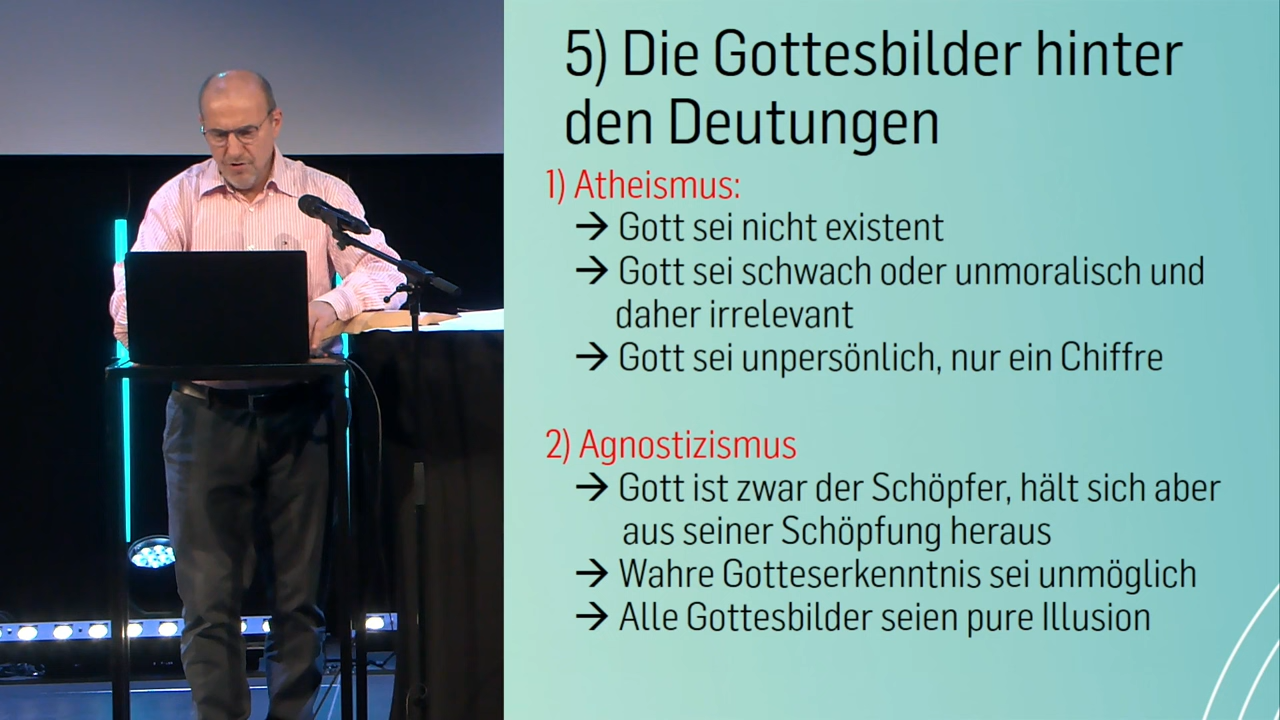 5) Die Gottesbilder hinter
den Deutungen
1) Atheismus:
→ Gott sei nicht existent
→ Gott sei schwach oder unmoralisch und
daher irrelevant
→ Gott sei unpersönlich, nur ein Chiffre
2) Agnostizismus
→ Gott ist zwar der Schöpfer, hält sich aber
aus seiner Schöpfung heraus
→ Wahre Gotteserkenntnis sei unmöglich
→ Alle Gottesbilder seien pure Illusion